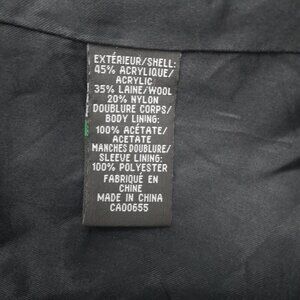 EXTÉRIEUR/SHELL:
45% ACRYLIQUE/
ACRYLIC
35% LAINE/WOOL
20% NYLON
DOUBLURE CORPS/
BODY LINING:
100% ACÉTATE/
ACETATE
MANCHES DOUBLURE/
SLEEVE LINING:
100% POLYESTER
FABRIQUÉ EN
CHINE
MADE IN CHINA
CA00655